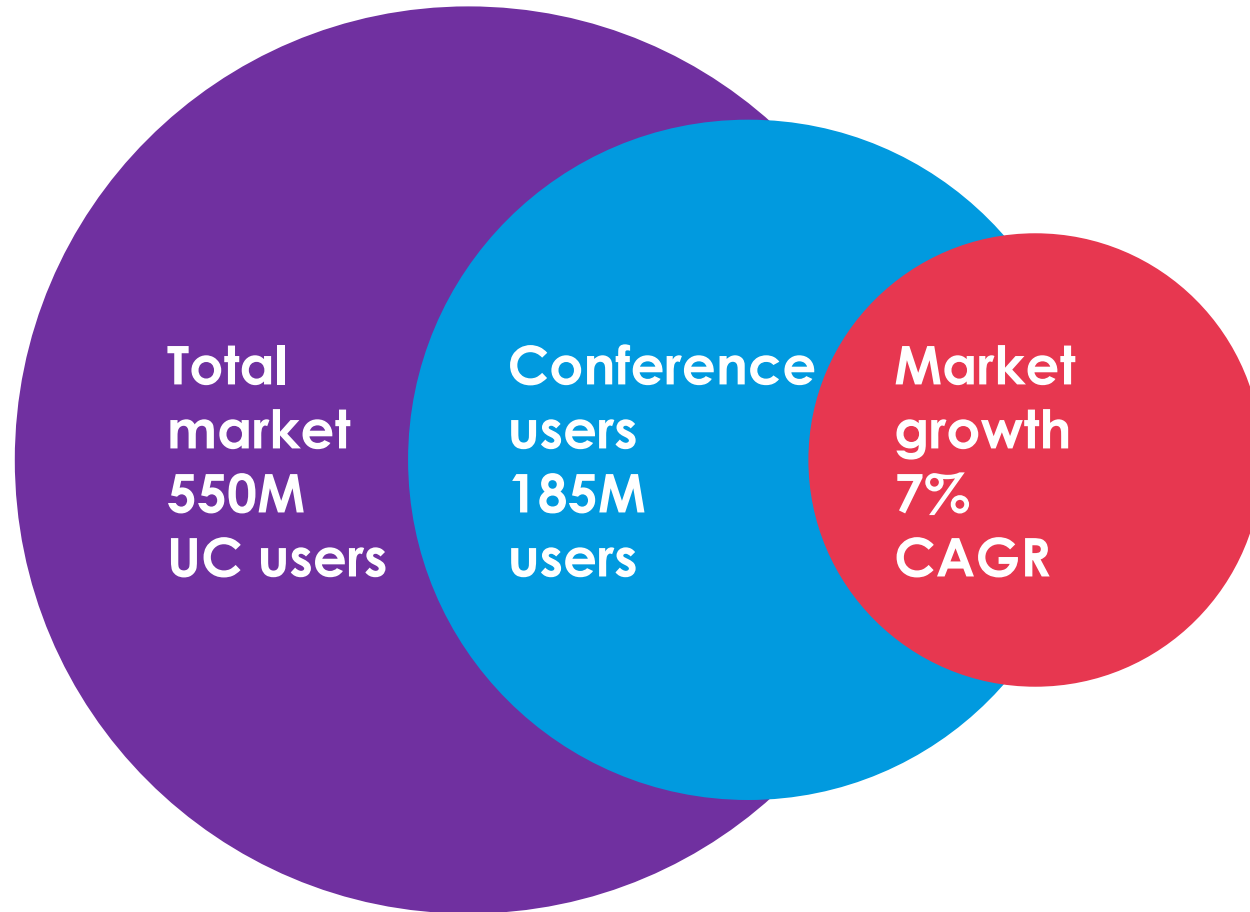 Total
market
550M
UC users
Conference
users
185M
users
Market
growth
7%
CAGR